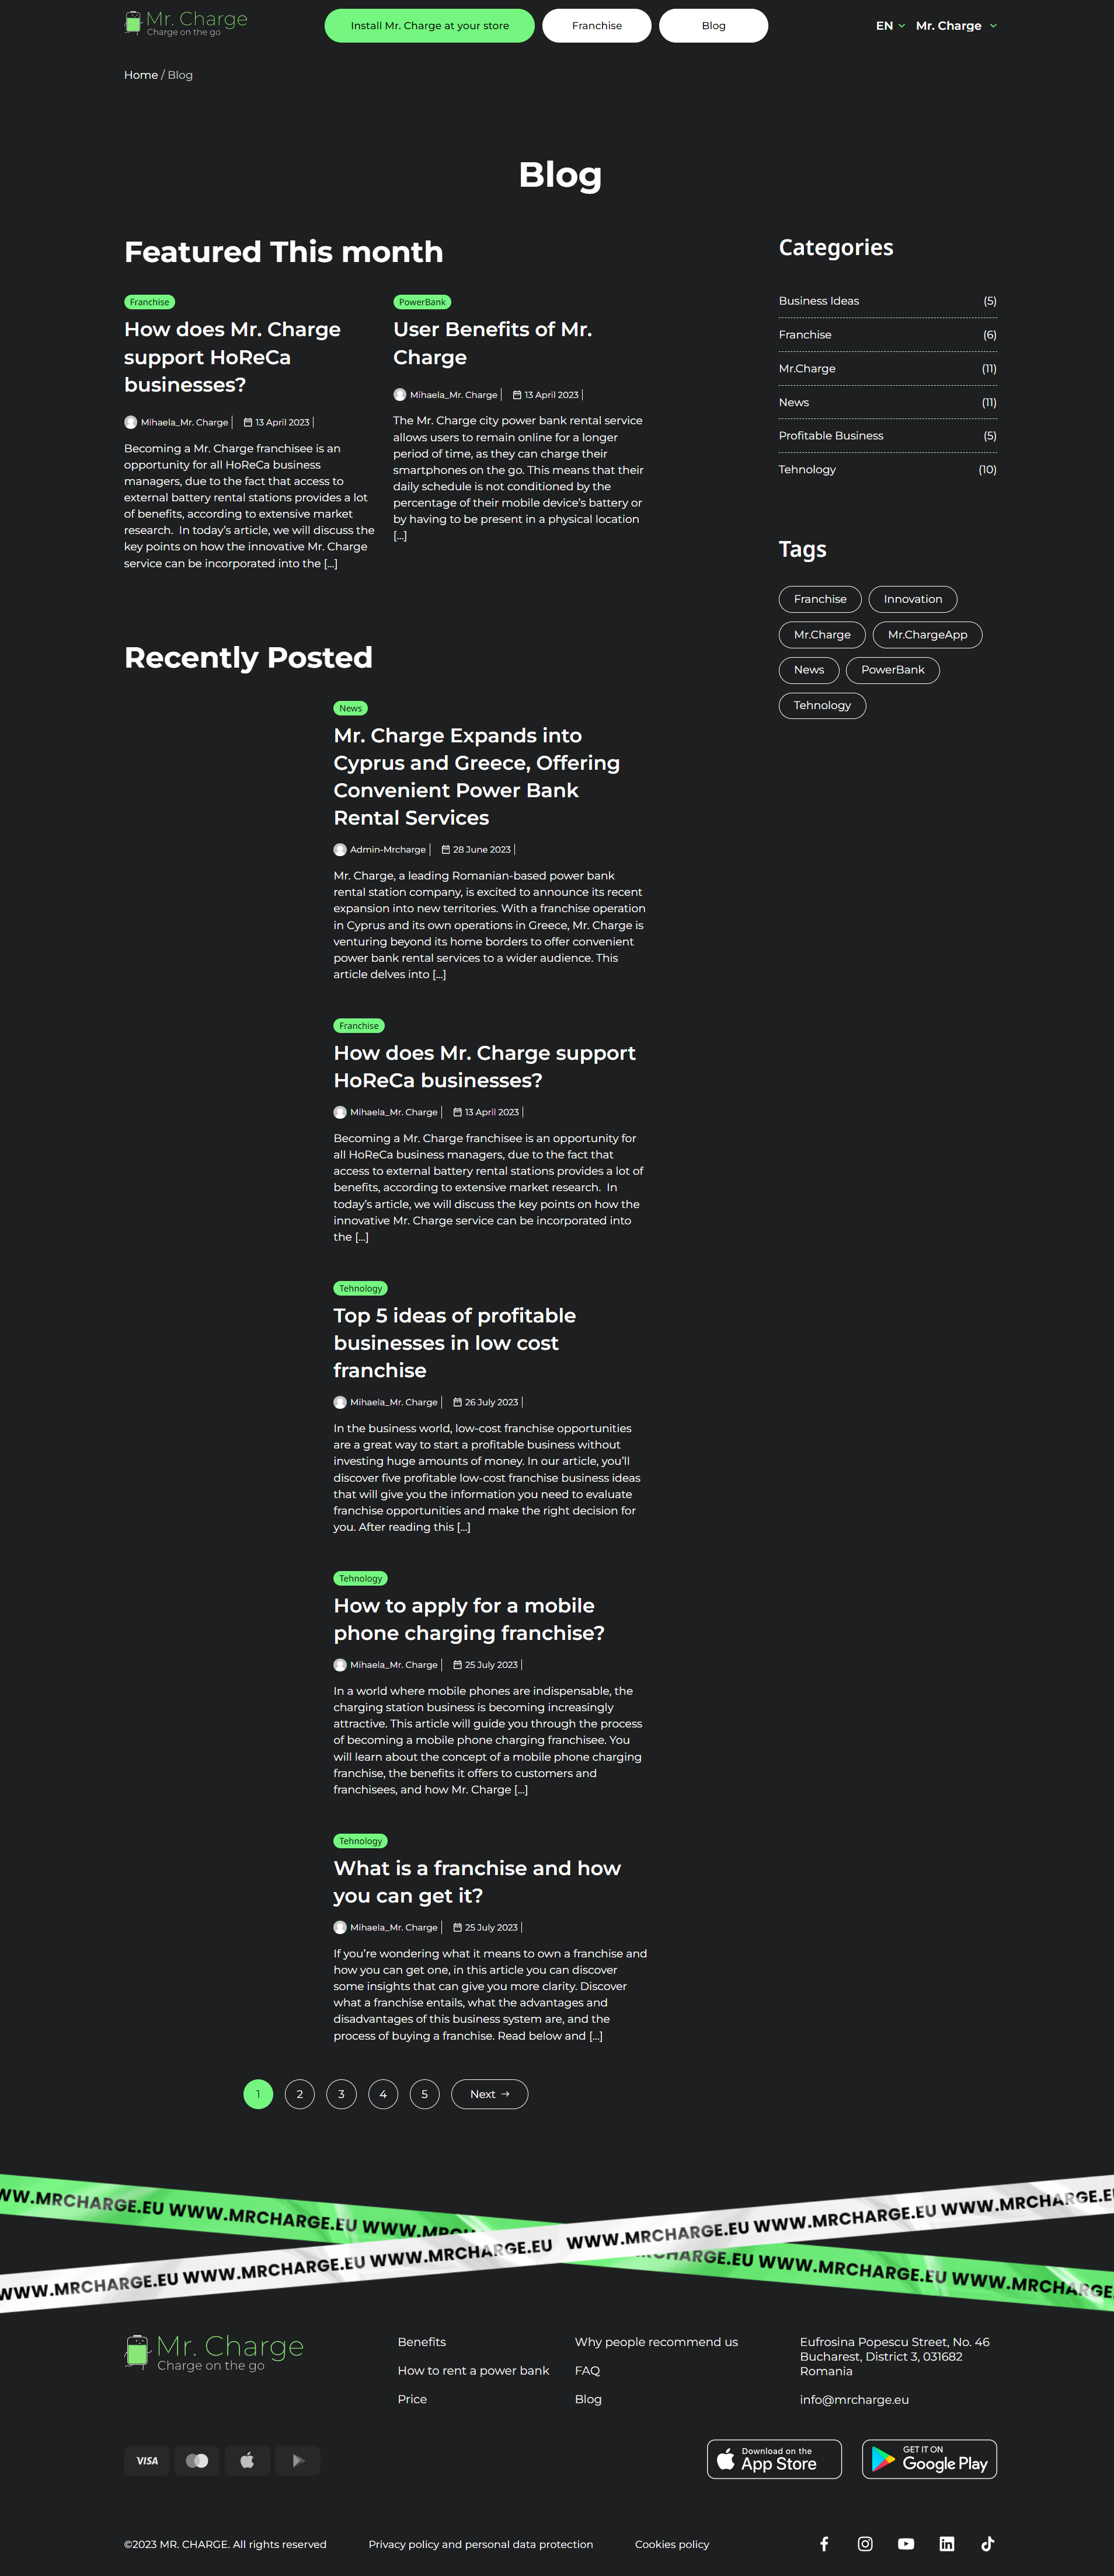 Mr. Charge
Charge on the go
Install Mr. Charge at your store
Franchise
Blog
EN
Mr. Charge
Home / Blog
Blog
Featured This month
Franchise
How does Mr. Charge
support HoReCa
businesses?
Mihaela_Mr. Charge
13 April 2023
Becoming a Mr. Charge franchisee is an
opportunity for all HoReCa business
managers, due to the fact that access to
external battery rental stations provides a lot
of benefits, according to extensive market
research.  In today’s article, we will discuss the
key points on how the innovative Mr. Charge
service can be incorporated into the [...]
PowerBank
User Benefits of Mr.
Charge
Mihaela_Mr. Charge
13 April 2023
The Mr. Charge city power bank rental service
allows users to remain online for a longer
period of time, as they can charge their
smartphones on the go. This means that their
daily schedule is not conditioned by the
percentage of their mobile device’s battery or
by having to be present in a physical location
[...]
Categories
Business Ideas (5)
Franchise (6)
Mr.Charge (11)
News (11)
Profitable Business (5)
Tehnology (10)
Tags
Franchise
Innovation
Mr.Charge
Mr.ChargeApp
News
PowerBank
Tehnology
Recently Posted
News
Mr. Charge Expands into
Cyprus and Greece, Offering
Convenient Power Bank
Rental Services
Admin-Mrcharge
28 June 2023
Mr. Charge, a leading Romanian-based power bank
rental station company, is excited to announce its recent
expansion into new territories. With a franchise operation
in Cyprus and its own operations in Greece, Mr. Charge is
venturing beyond its home borders to offer convenient
power bank rental services to a wider audience. This
article delves into [...]
Franchise
How does Mr. Charge support
HoReCa businesses?
Mihaela_Mr. Charge
13 April 2023
Becoming a Mr. Charge franchisee is an opportunity for
all HoReCa business managers, due to the fact that
access to external battery rental stations provides a lot of
benefits, according to extensive market research.  In
today’s article, we will discuss the key points on how the
innovative Mr. Charge service can be incorporated into
the [...]
Tehnology
Top 5 ideas of profitable
businesses in low cost
franchise
Mihaela_Mr. Charge
26 July 2023
In the business world, low-cost franchise opportunities
are a great way to start a profitable business without
investing huge amounts of money. In our article, you’ll
discover five profitable low-cost franchise business ideas
that will give you the information you need to evaluate
franchise opportunities and make the right decision for
you. After reading this [...]
Tehnology
How to apply for a mobile
phone charging franchise?
Mihaela_Mr. Charge
25 July 2023
In a world where mobile phones are indispensable, the
charging station business is becoming increasingly
attractive. This article will guide you through the process
of becoming a mobile phone charging franchisee. You
will learn about the concept of a mobile phone charging
franchise, the benefits it offers to customers and
franchisees, and how Mr. Charge [...]
Tehnology
What is a franchise and how
you can get it?
Mihaela_Mr. Charge
25 July 2023
If you’re wondering what it means to own a franchise and
how you can get one, in this article you can discover
some insights that can give you more clarity. Discover
what a franchise entails, what the advantages and
disadvantages of this business system are, and the
process of buying a franchise. Read below and [...]
1 2 3 4 5 Next →
WW.MRCHARGE.EU WWW.MRCHARGE.EU WWW.MRC
CHARGE.EU WWW.MRCHARGE.EU WWW.MRCHARGE.
WWW.MRCHARGE.EU WWW.MRCHARGE.EU WWW.MRCHARGE.EU
WWW.MRCHARGE.EU WWW.MRCHARGE.EU WWW.MRCHARGE.E
Mr. Charge
Charge on the go
Benefits
How to rent a power bank
Price
Why people recommend us
FAQ
Blog
Eufrosina Popescu Street, No. 46
Bucharest, District 3, 031682
Romania
info@mrcharge.eu
VISA
Download on the
App Store
GET IT ON
Google Play
©2023 MR. CHARGE. All rights reserved
Privacy policy and personal data protection
Cookies policy